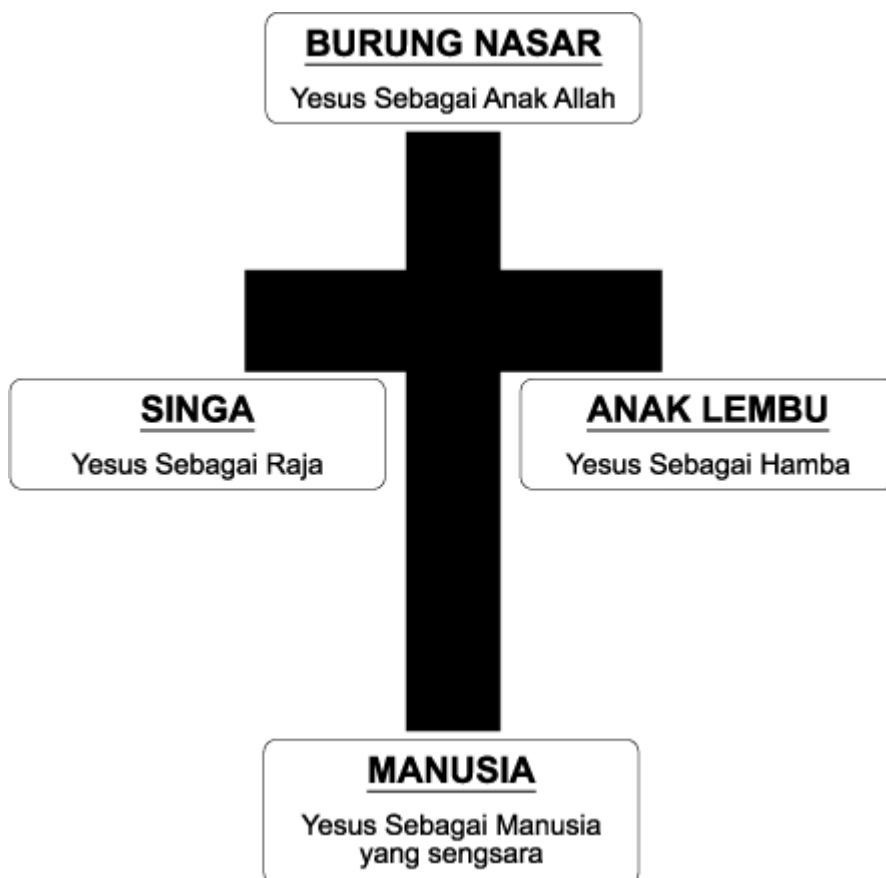 BURUNG NASAR
Yesus Sebagai Anak Allah
SINGA
Yesus Sebagai Raja
ANAK LEMBU
Yesus Sebagai Hamba
MANUSIA
Yesus Sebagai Manusia
yang sengsara